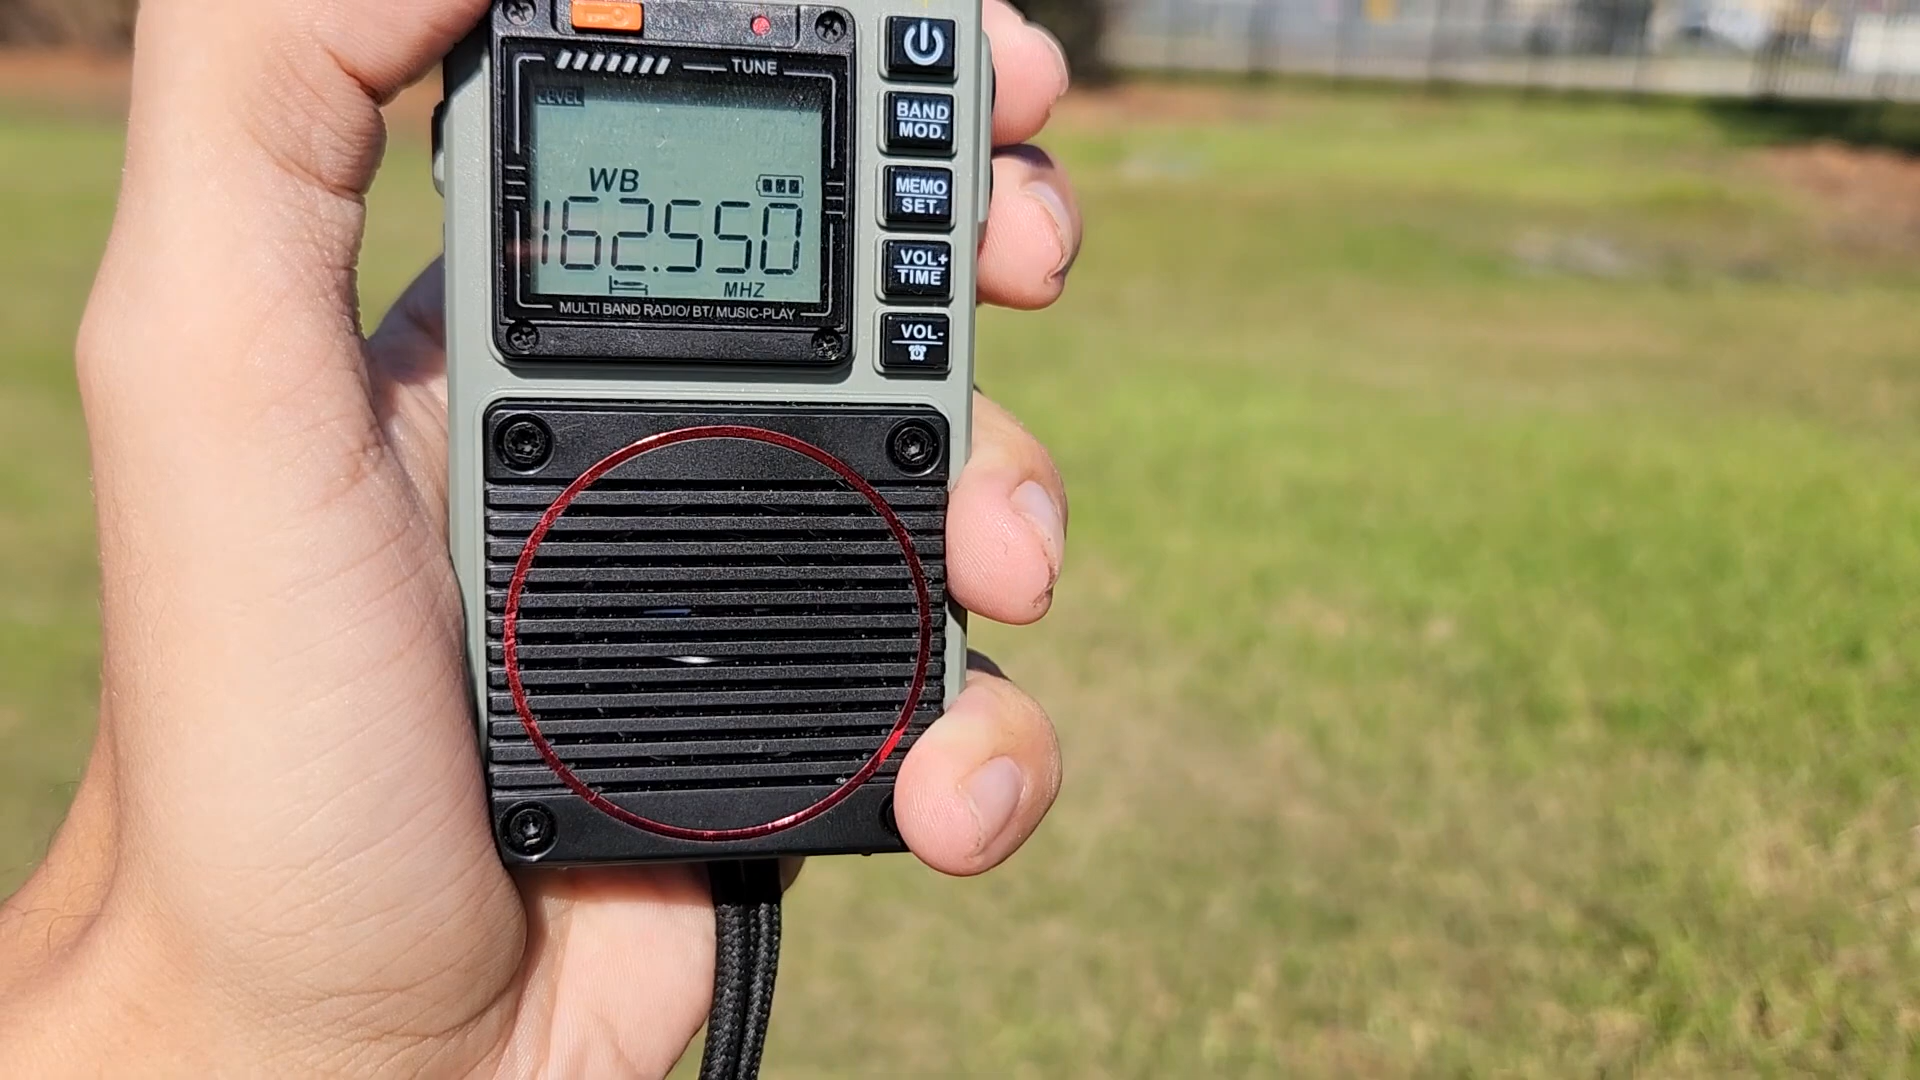 TUNE
LEVEL
WB
162.550
MHZ
MULTI BAND RADIO/ BT/ MUSIC-PLAY
BAND
MOD.
MEMO
SET.
VOL+
TIME
VOL-